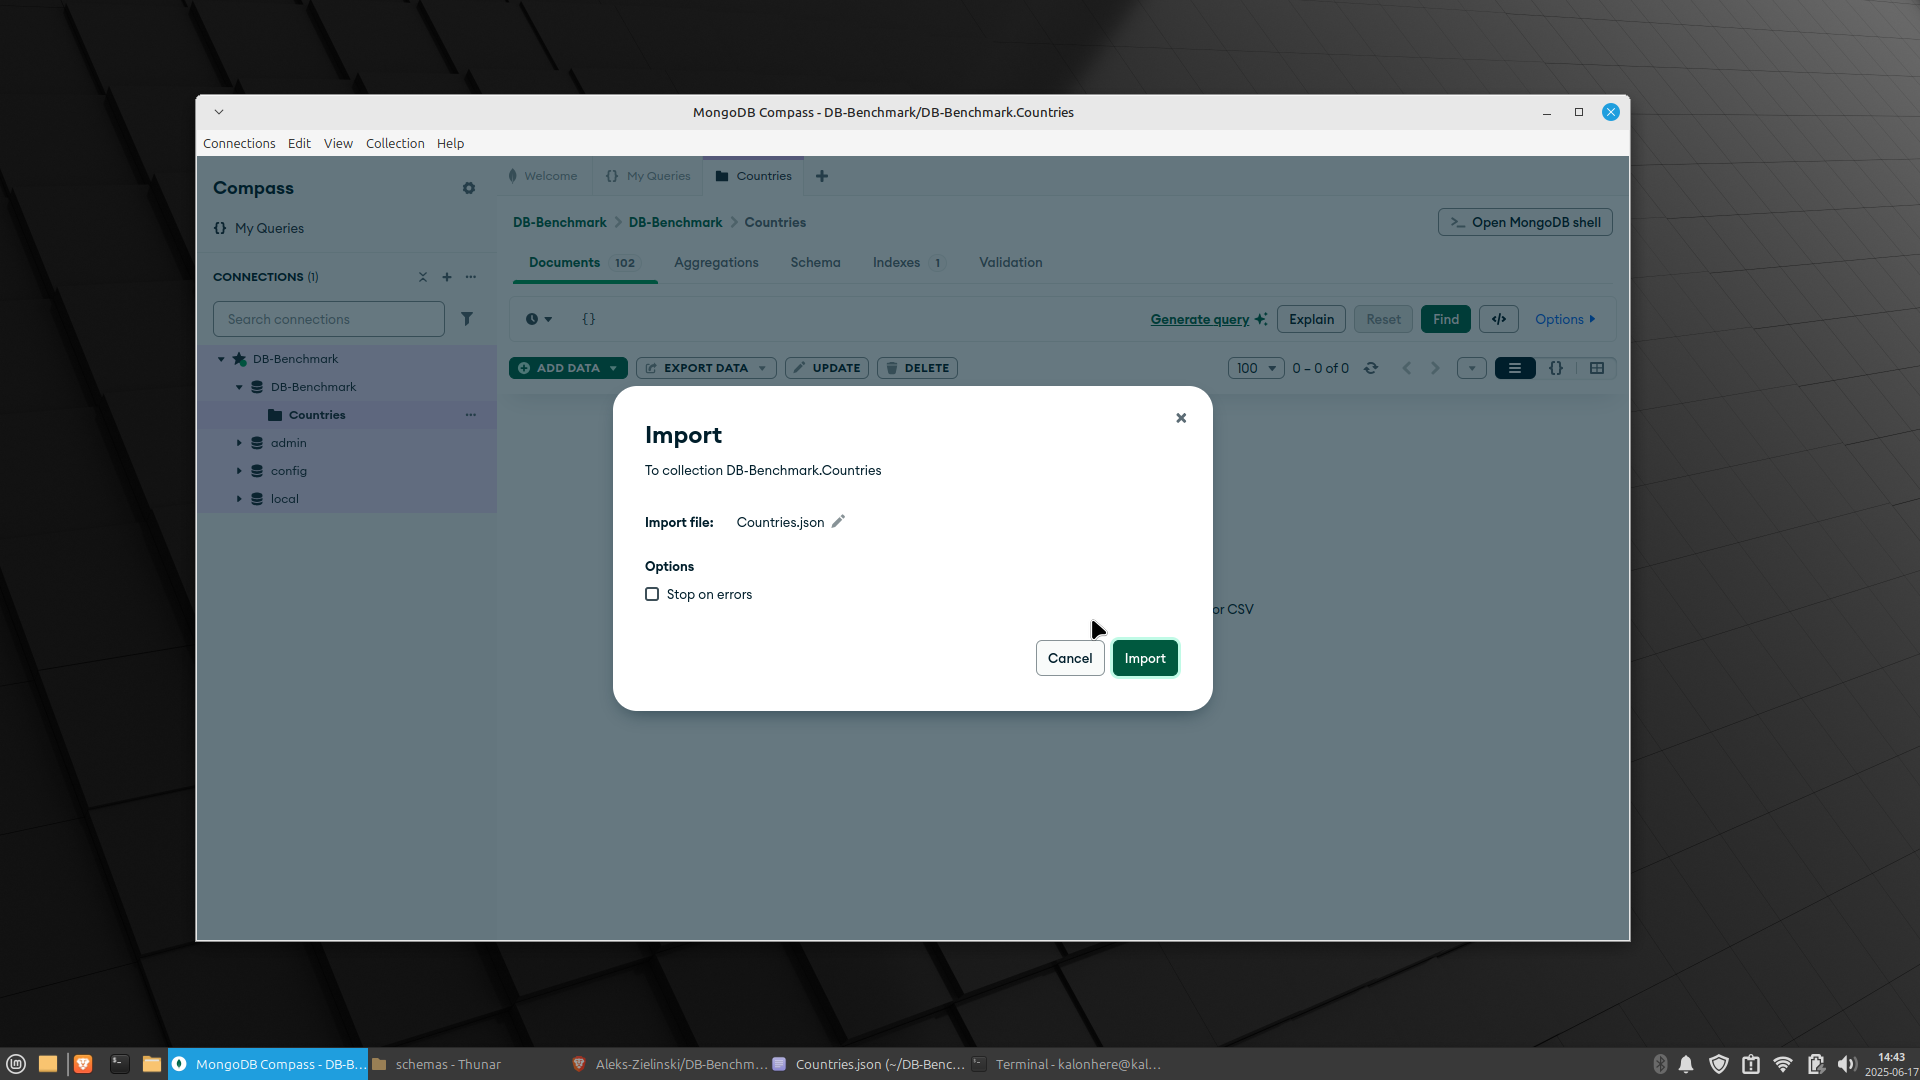 MongoDB Compass - DB-Benchmark/DB-Benchmark.Countries
Connections Edit View Collection Help
Compass
My Queries
CONNECTIONS (1)
Search connections
DB-Benchmark
DB-Benchmark
Countries
admin
config
local
Welcome
{} My Queries
Countries
DB-Benchmark > DB-Benchmark > Countries
>_ Open MongoDB shell
Documents 102 Aggregations Schema Indexes 1 Validation
{}
Generate query Explain Reset Find </> Options
ADD DATA EXPORT DATA UPDATE DELETE
100 0 – 0 of 0 {}
or CSV
Import
To collection DB-Benchmark.Countries
Import file: Countries.json
Options
Stop on errors
Cancel Import
MongoDB Compass - DB-B...
schemas - Thunar
Aleks-Zielinski/DB-Benchm...
Countries.json (~/DB-Benc...
Terminal - kalonhere@kal...
14:43
2025-06-17